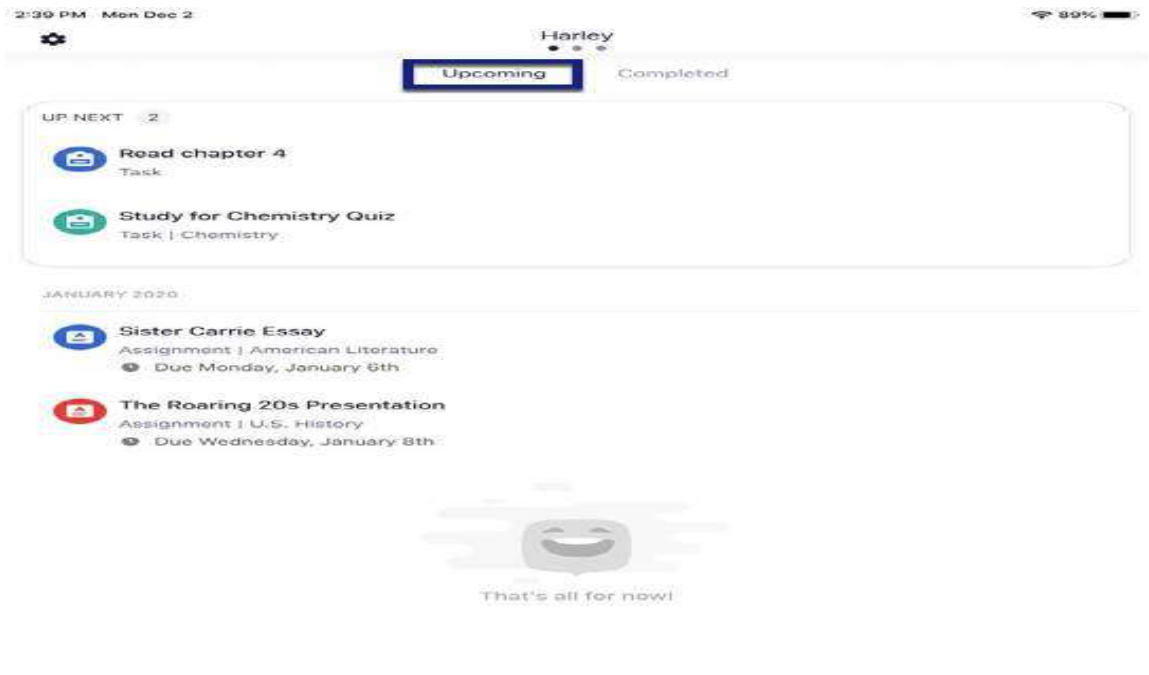 2:39 PM Mon Dec 2
89%
Harley
Upcoming Completed
UP NEXT 2
Read chapter 4
Task
Study for Chemistry Quiz
Task | Chemistry
JANUARY 2020
Sister Carrie Essay
Assignment | American Literature
Due Monday, January 6th
The Roaring 20s Presentation
Assignment | U.S. History
Due Wednesday, January 8th
That's all for now!